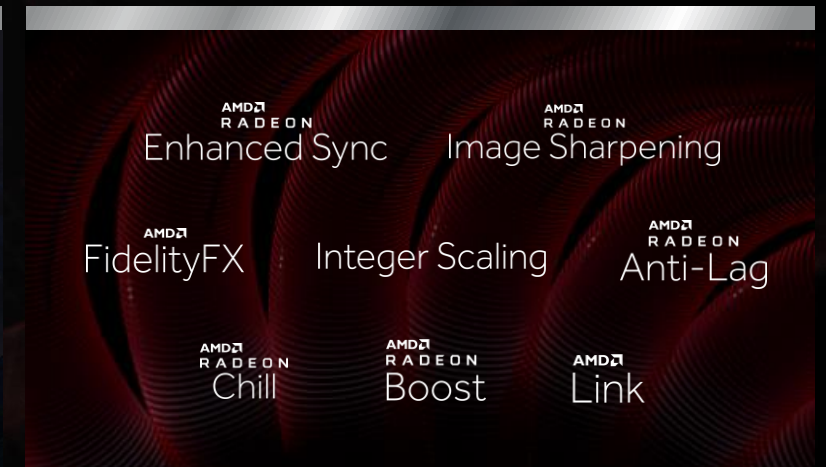 AMD
RADEON
Enhanced Sync
AMD
RADEON
Image Sharpening
AMD
FidelityFX
Integer Scaling
AMD
RADEON
Anti-Lag
AMD
RADEON
Chill
AMD
RADEON
Boost
AMD
Link